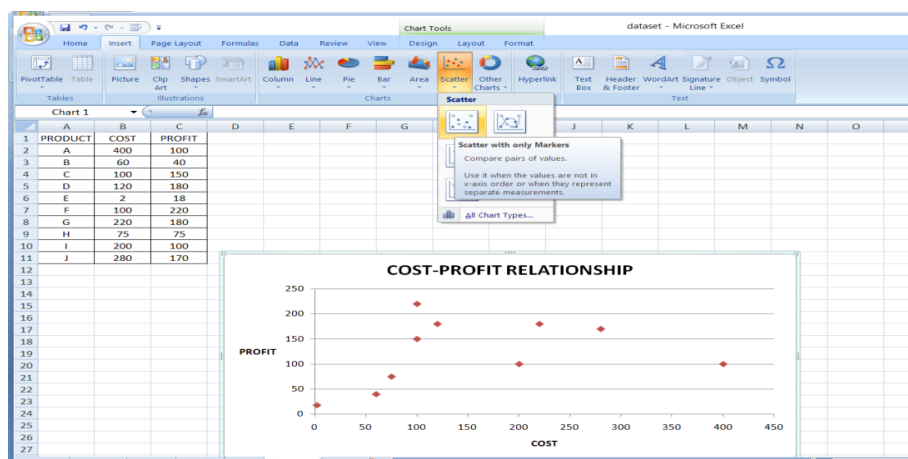 Chart Tools
dataset - Microsoft Excel
Home Insert Page Layout Formulas Data Review View Design Layout Format
PivotTable Table Picture Clip Art Shapes SmartArt Column Line Pie Bar Area Scatter Other Charts Hyperlink Text Box Header & Footer WordArt Signature Line Object Symbol
Tables Illustrations Charts Text
Chart 1 fx
Scatter
Scatter with only Markers
Compare pairs of values.
Use it when the values are not in
x-axis order or when they represent
separate measurements.
All Chart Types...
A B C D E F G J K L M N O
1 PRODUCT COST PROFIT
2 A 400 100
3 B 60 40
4 C 100 150
5 D 120 180
6 E 2 18
7 F 100 220
8 G 220 180
9 H 75 75
10 I 200 100
11 J 280 170
12
13
14
15
16
17
18
19
20
21
22
23
24
25
26
27
COST-PROFIT RELATIONSHIP
250
200
150
100
50
0
PROFIT
0 50 100 150 200 250 300 350 400 450
COST